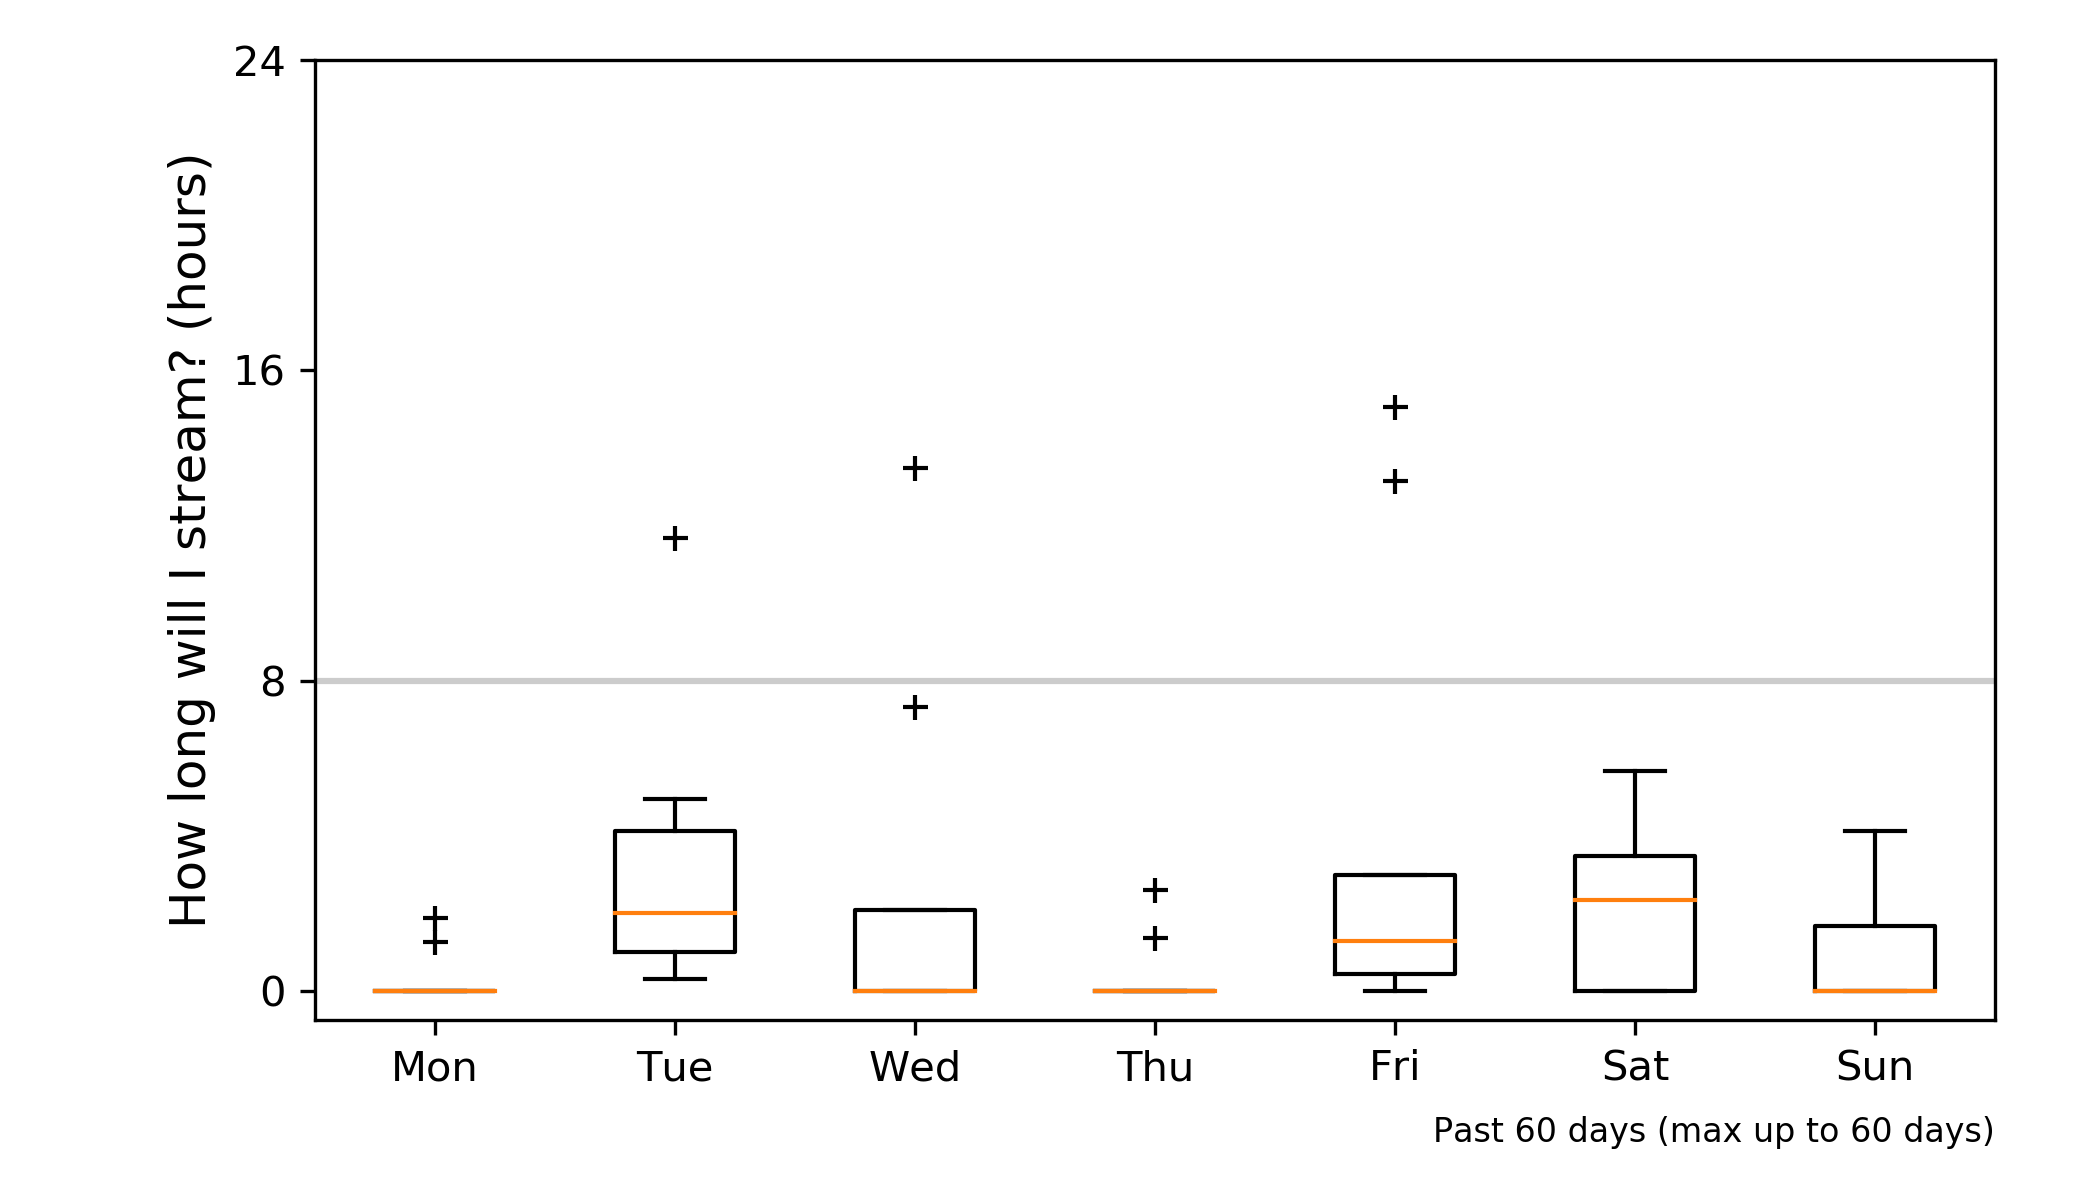 How long will I stream? (hours)
24
16
8
0
Mon Tue Wed Thu Fri Sat Sun
Past 60 days (max up to 60 days)